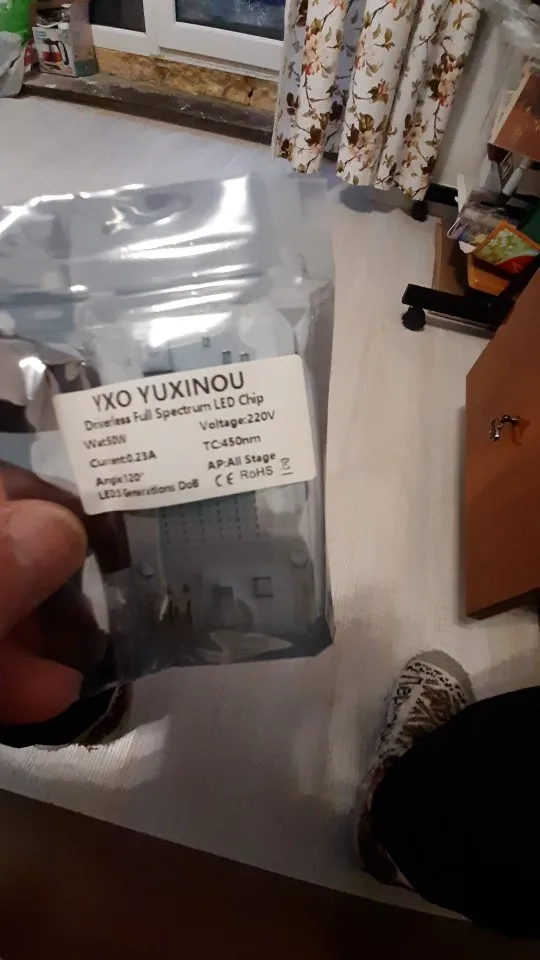 YXO YUXINOU
Driverless Full Spectrum LED Chip
Wat:50W Voltage:220V
Current:0.23A TC:450nm
Angle:120° AP:All Stage
LED5 Generations DoB CE RoHS